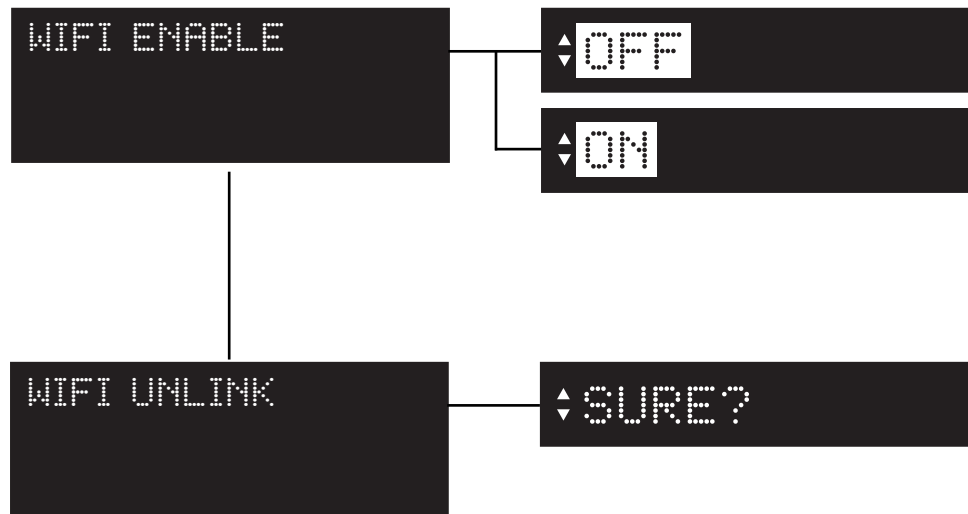 WIFI ENABLE
OFF
ON
WIFI UNLINK
SURE?